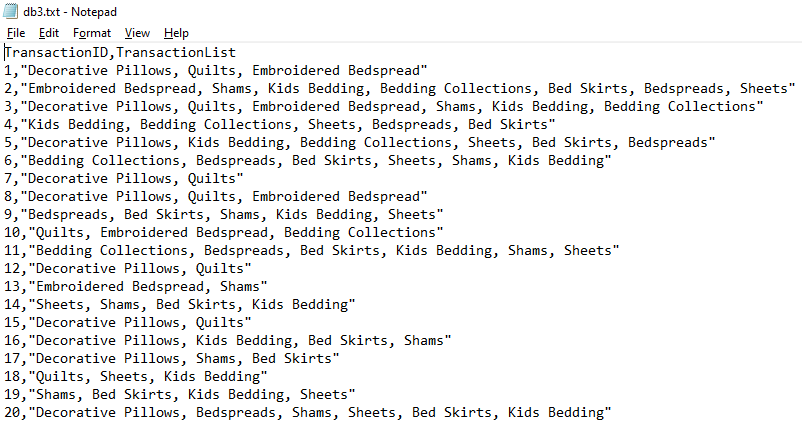 db3.txt - Notepad
File Edit Format View Help
TransactionID,TransactionList
1,"Decorative Pillows, Quilts, Embroidered Bedspread"
2,"Embroidered Bedspread, Shams, Kids Bedding, Bedding Collections, Bed Skirts, Bedspreads, Sheets"
3,"Decorative Pillows, Quilts, Embroidered Bedspread, Shams, Kids Bedding, Bedding Collections"
4,"Kids Bedding, Bedding Collections, Sheets, Bedspreads, Bed Skirts"
5,"Decorative Pillows, Kids Bedding, Bedding Collections, Sheets, Bed Skirts, Bedspreads"
6,"Bedding Collections, Bedspreads, Bed Skirts, Sheets, Shams, Kids Bedding"
7,"Decorative Pillows, Quilts"
8,"Decorative Pillows, Quilts, Embroidered Bedspread"
9,"Bedspreads, Bed Skirts, Shams, Kids Bedding, Sheets"
10,"Quilts, Embroidered Bedspread, Bedding Collections"
11,"Bedding Collections, Bedspreads, Bed Skirts, Kids Bedding, Shams, Sheets"
12,"Decorative Pillows, Quilts"
13,"Embroidered Bedspread, Shams"
14,"Sheets, Shams, Bed Skirts, Kids Bedding"
15,"Decorative Pillows, Quilts"
16,"Decorative Pillows, Kids Bedding, Bed Skirts, Shams"
17,"Decorative Pillows, Shams, Bed Skirts"
18,"Quilts, Sheets, Kids Bedding"
19,"Shams, Bed Skirts, Kids Bedding, Sheets"
20,"Decorative Pillows, Bedspreads, Shams, Sheets, Bed Skirts, Kids Bedding"